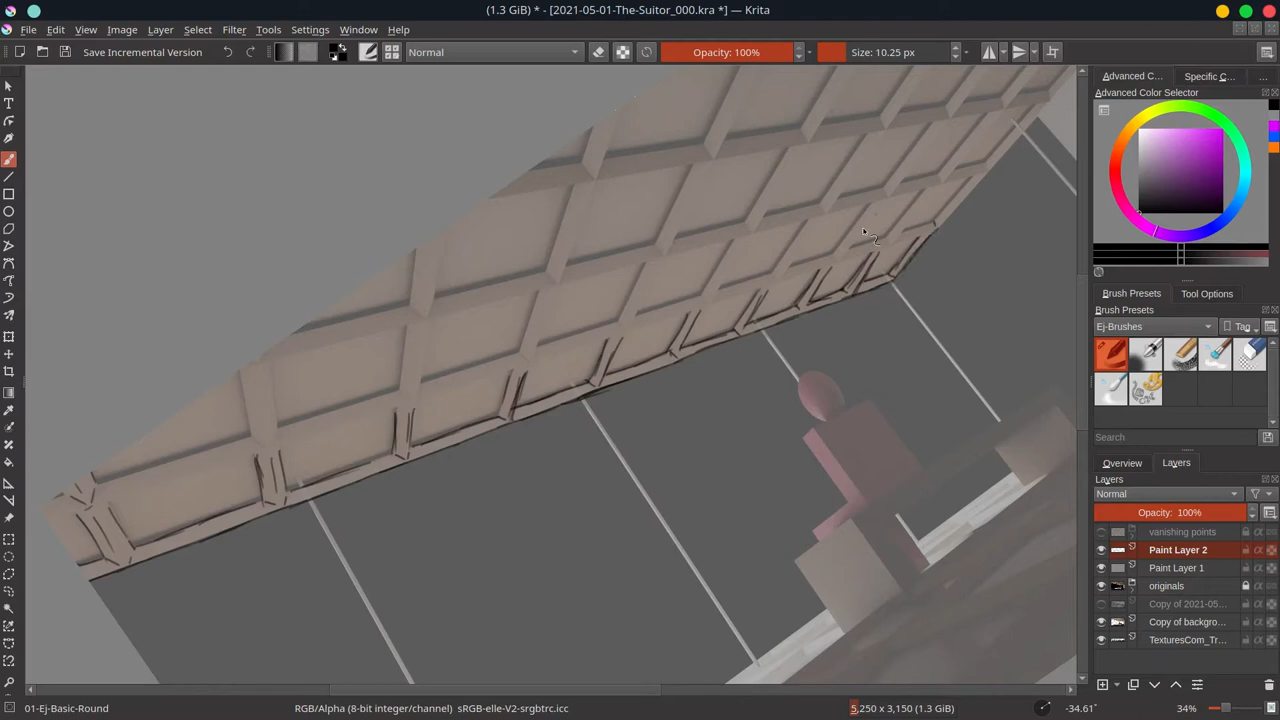 (1.3 GiB) * - [2021-05-01-The-Suitor_000.kra *] — Krita
File Edit View Image Layer Select Filter Tools Settings Window Help
Save Incremental Version Normal Opacity: 100% Size: 10.25 px
Advanced C... Specific C... ...
Advanced Color Selector
Brush Presets Tool Options
Brush Presets
Ej-Brushes Tag
Search
Overview Layers
Layers
Normal
Opacity: 100%
vanishing points
Paint Layer 2
Paint Layer 1
originals
Copy of 2021-05...
Copy of backgro...
TexturesCom_Tr...
01-Ej-Basic-Round RGB/Alpha (8-bit integer/channel) sRGB-elle-V2-srgbtrc.icc 5,250 x 3,150 (1.3 GiB) -34.61° 34%